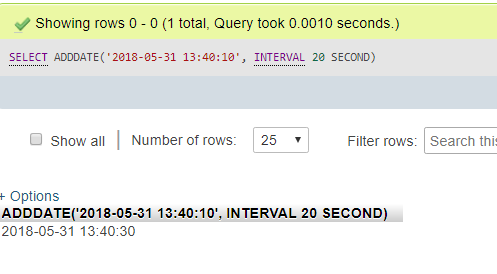 Showing rows 0 - 0 (1 total, Query took 0.0010 seconds.)
SELECT ADDDATE('2018-05-31 13:40:10', INTERVAL 20 SECOND)
Show all | Number of rows: 25 Filter rows: Search this
+ Options
ADDDATE('2018-05-31 13:40:10', INTERVAL 20 SECOND)
2018-05-31 13:40:30